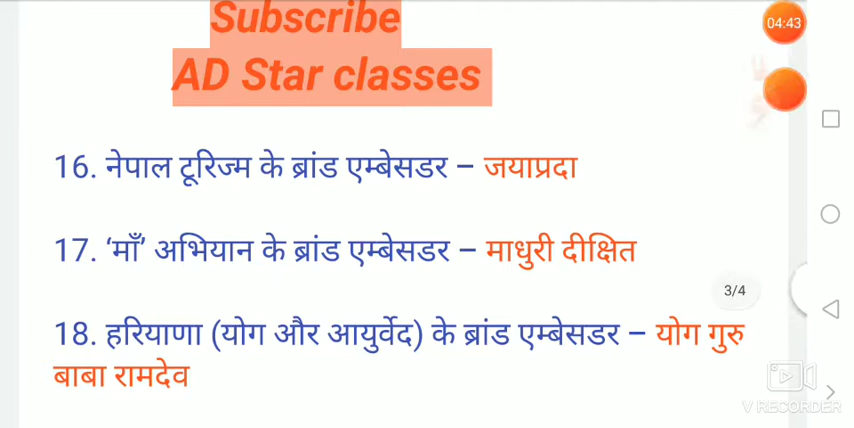 Subscribe
04:43
AD Star classes
16. नेपाल टूरिज्म के ब्रांड एम्बेसडर – जयाप्रदा
17. ‘माँ’ अभियान के ब्रांड एम्बेसडर – माधुरी दीक्षित
3/4
18. हरियाणा (योग और आयुर्वेद) के ब्रांड एम्बेसडर – योग गुरु
बाबा रामदेव
V RECORDER